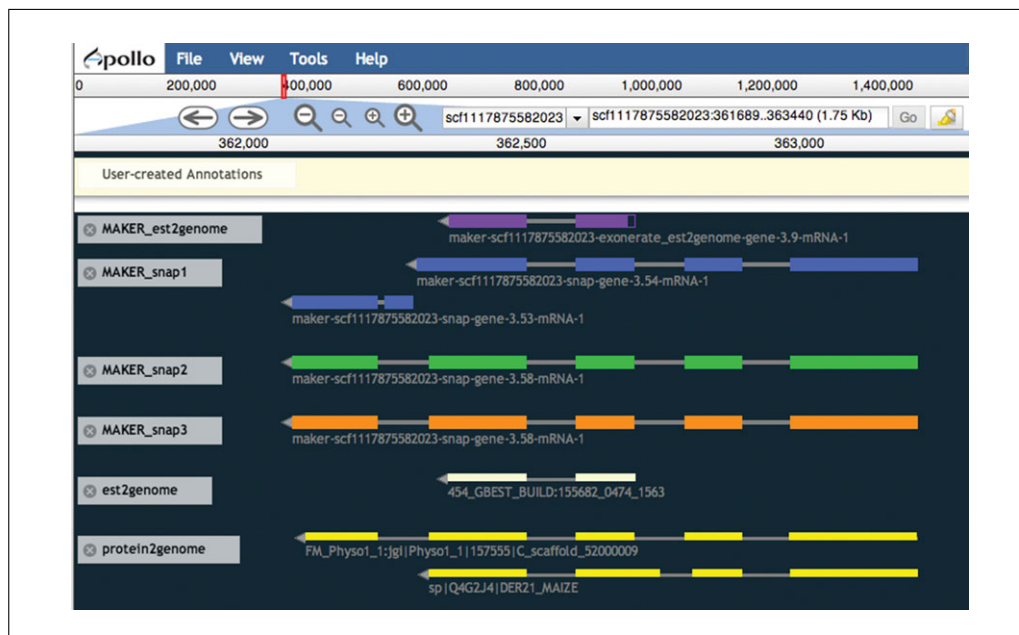 Apollo File View Tools Help
0 200,000 400,000 600,000 800,000 1,000,000 1,200,000 1,400,000
scf1117875582023 scf1117875582023:361689..363440 (1.75 Kb) Go
362,000 362,500 363,000
User-created Annotations
MAKER_est2genome
maker-scf1117875582023-exonerate_est2genome-gene-3.9-mRNA-1
MAKER_snap1
maker-scf1117875582023-snap-gene-3.54-mRNA-1
maker-scf1117875582023-snap-gene-3.53-mRNA-1
MAKER_snap2
maker-scf1117875582023-snap-gene-3.58-mRNA-1
MAKER_snap3
maker-scf1117875582023-snap-gene-3.58-mRNA-1
est2genome
454_GBEST_BUILD:155682_0474_1563
protein2genome
FM_Physo1_1:jgi|Physo1_1|157555|C_scaffold_52000009
sp|Q4G2J4|DER21_MAIZE